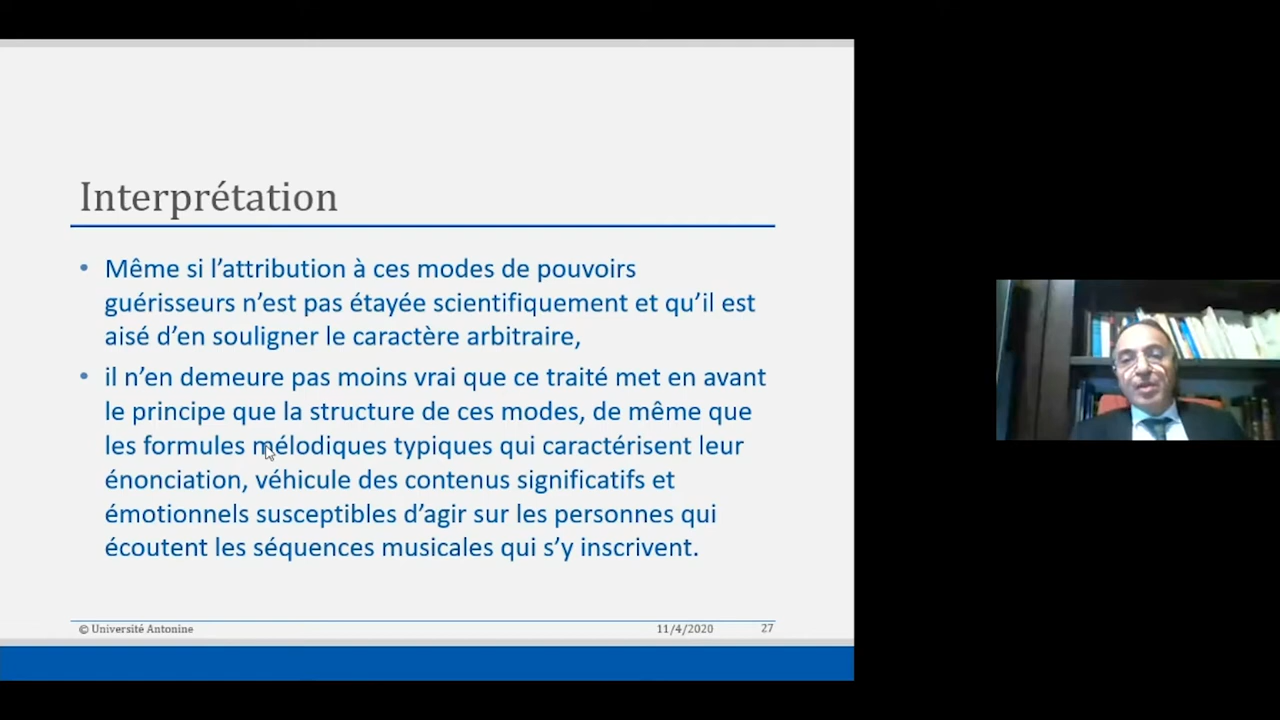 Interprétation
• Même si l’attribution à ces modes de pouvoirs
guérisseurs n’est pas étayée scientifiquement et qu’il est
aisé d’en souligner le caractère arbitraire,
• il n’en demeure pas moins vrai que ce traité met en avant
le principe que la structure de ces modes, de même que
les formules mélodiques typiques qui caractérisent leur
énonciation, véhicule des contenus significatifs et
émotionnels susceptibles d’agir sur les personnes qui
écoutent les séquences musicales qui s’y inscrivent.
© Université Antonine 11/4/2020 27